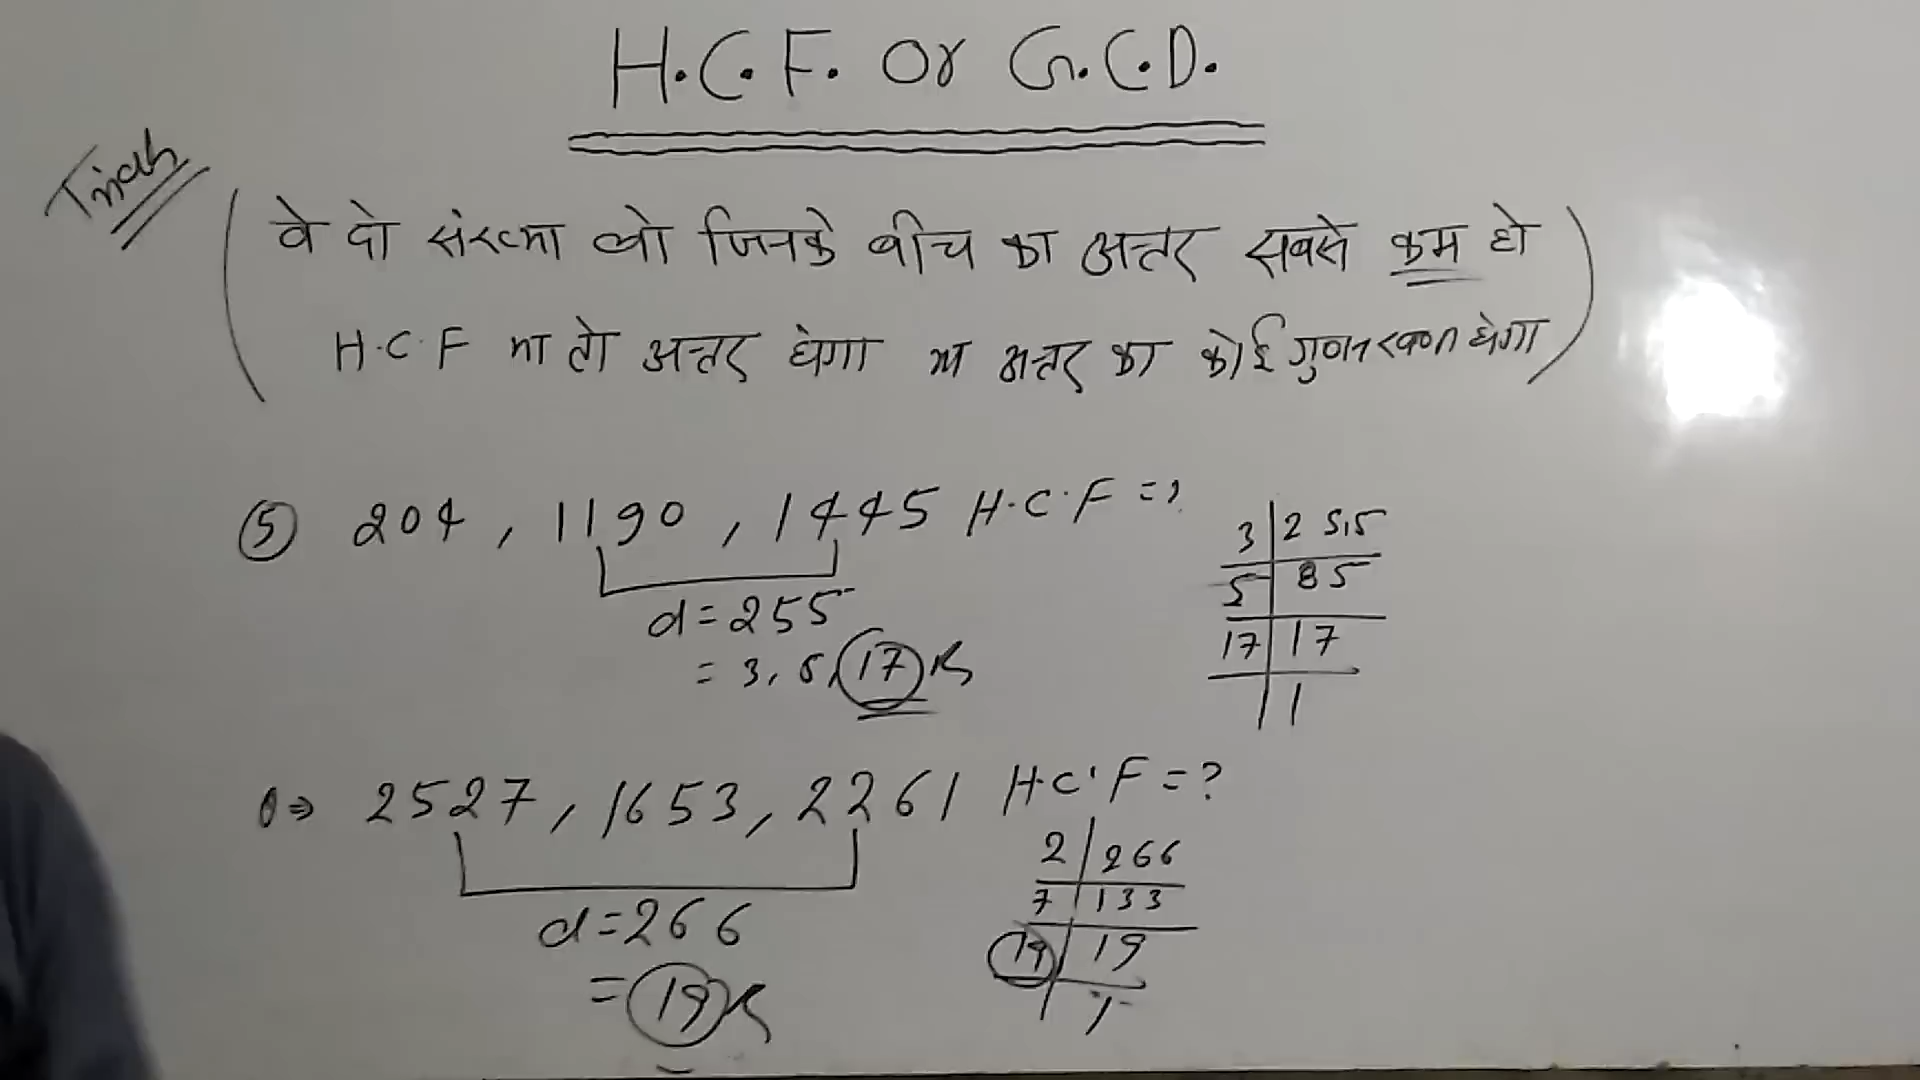 H.C.F. or G.C.D.
Trick
(वे दो संख्या लो जिनके बीच का अन्तर सबसे कम हो
H.C.F या तो अन्तर होगा या अन्तर का कोई गुणनखण्ड होगा)
⑤ 204, 1190, 1445 H.C.F = ?
d = 255
= 3, 5, 17
3 | 255
5 | 85
17 | 17
| 1
⇒ 2527, 1653, 2261 H.C.F = ?
d = 266
= 19
2 | 266
7 | 133
19 | 19
| 1